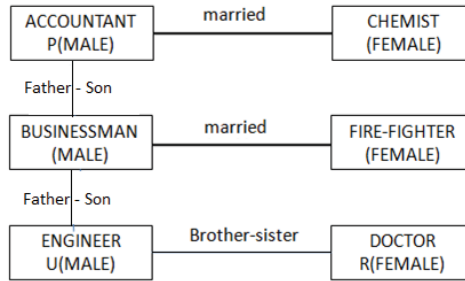 married
ACCOUNTANT
P(MALE)
CHEMIST
(FEMALE)
Father - Son
BUSINESSMAN
(MALE)
married
FIRE-FIGHTER
(FEMALE)
Father - Son
ENGINEER
U(MALE)
Brother-sister
DOCTOR
R(FEMALE)